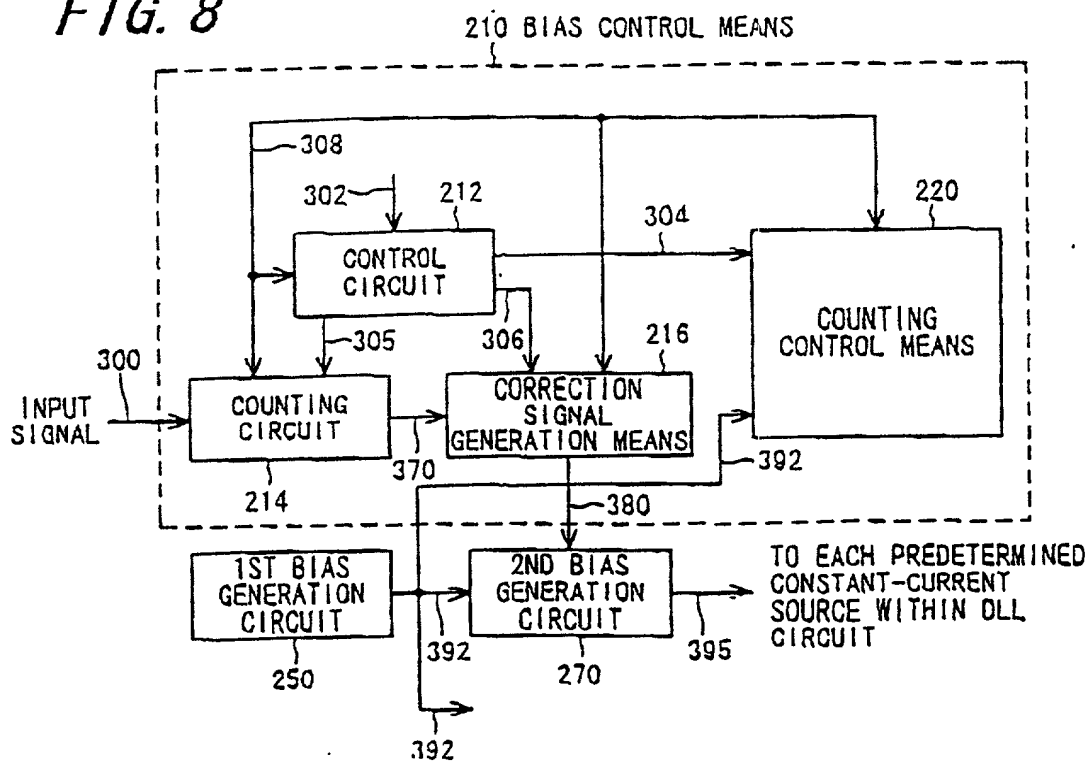 FIG. 8
210 BIAS CONTROL MEANS
308
302
212
304
220
CONTROL
CIRCUIT
305
306
216
COUNTING
CONTROL MEANS
300
INPUT
SIGNAL
COUNTING
CIRCUIT
214
370
CORRECTION
SIGNAL
GENERATION MEANS
392
380
1ST BIAS
GENERATION
CIRCUIT
250
392
2ND BIAS
GENERATION
CIRCUIT
270
395
TO EACH PREDETERMINED
CONSTANT-CURRENT
SOURCE WITHIN DLL
CIRCUIT
392